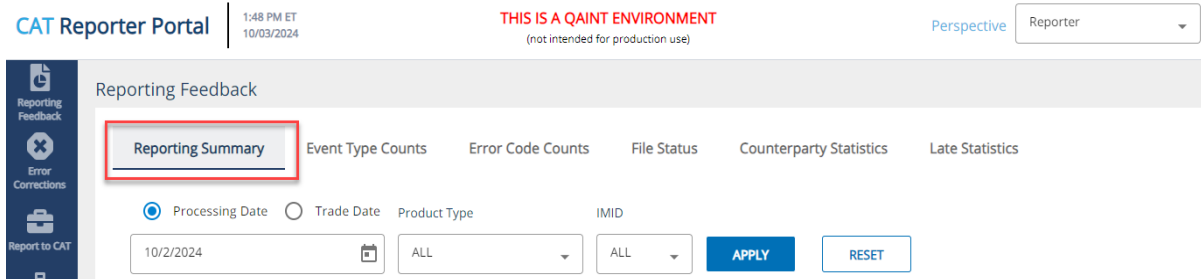 CAT Reporter Portal
1:48 PM ET
10/03/2024
THIS IS A QAINT ENVIRONMENT
(not intended for production use)
Perspective
Reporter
Reporting
Feedback
Error
Corrections
Report to CAT
Reporting Feedback
Reporting Summary Event Type Counts Error Code Counts File Status Counterparty Statistics Late Statistics
Processing Date Trade Date Product Type IMID
10/2/2024 ALL ALL APPLY RESET